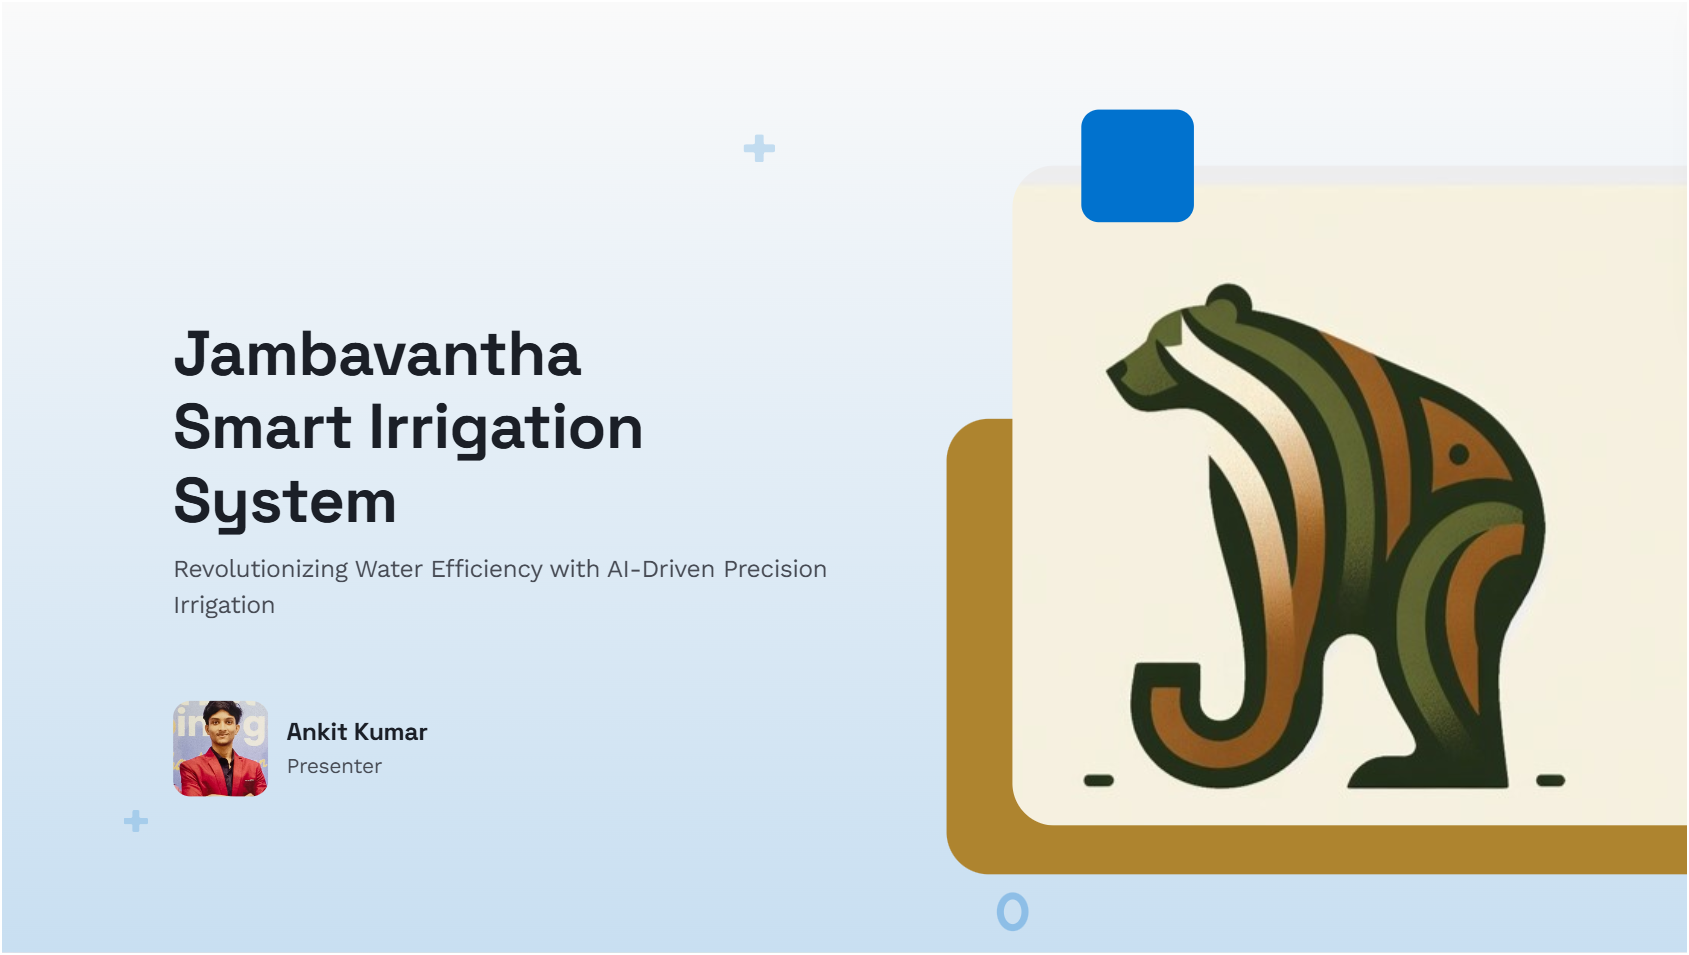 Jambavantha
Smart Irrigation
System
Revolutionizing Water Efficiency with AI-Driven Precision
Irrigation
Ankit Kumar
Presenter